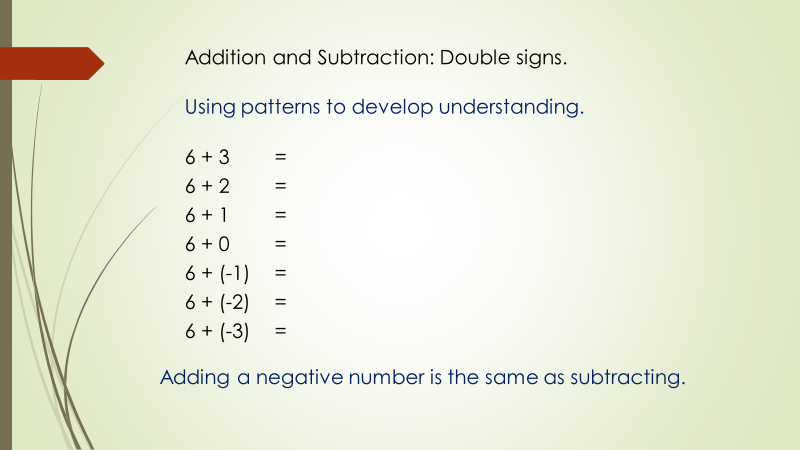 Addition and Subtraction: Double signs.
Using patterns to develop understanding.
6 + 3 =
6 + 2 =
6 + 1 =
6 + 0 =
6 + (-1) =
6 + (-2) =
6 + (-3) =
Adding a negative number is the same as subtracting.